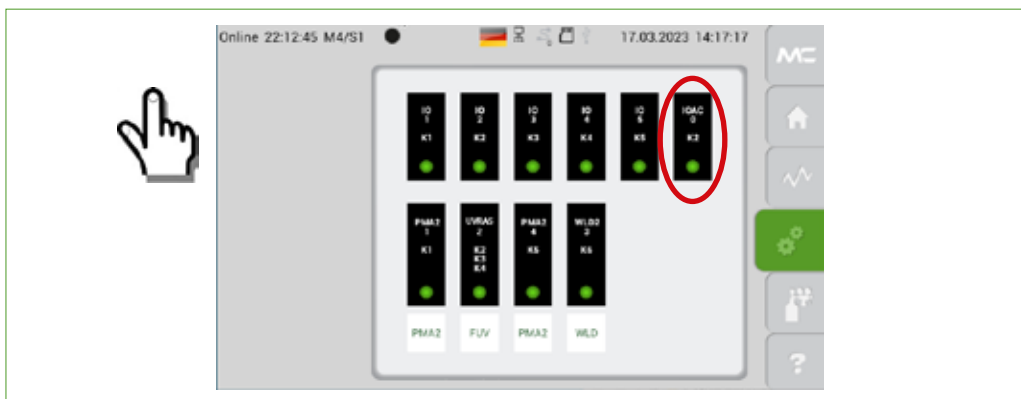 Online 22:12:45 M4/S1 17.03.2023 14:17:17
MC
IO IO IO IO IO IOAC
1 2 3 4 5 0
K1 K2 K3 K4 K5 K2
PMA2 UVRAS PMA2 WLD2
1 2 4 3
K1 K2 K5 K6
K3
K4
PMA2 FUV PMA2 WLD
?